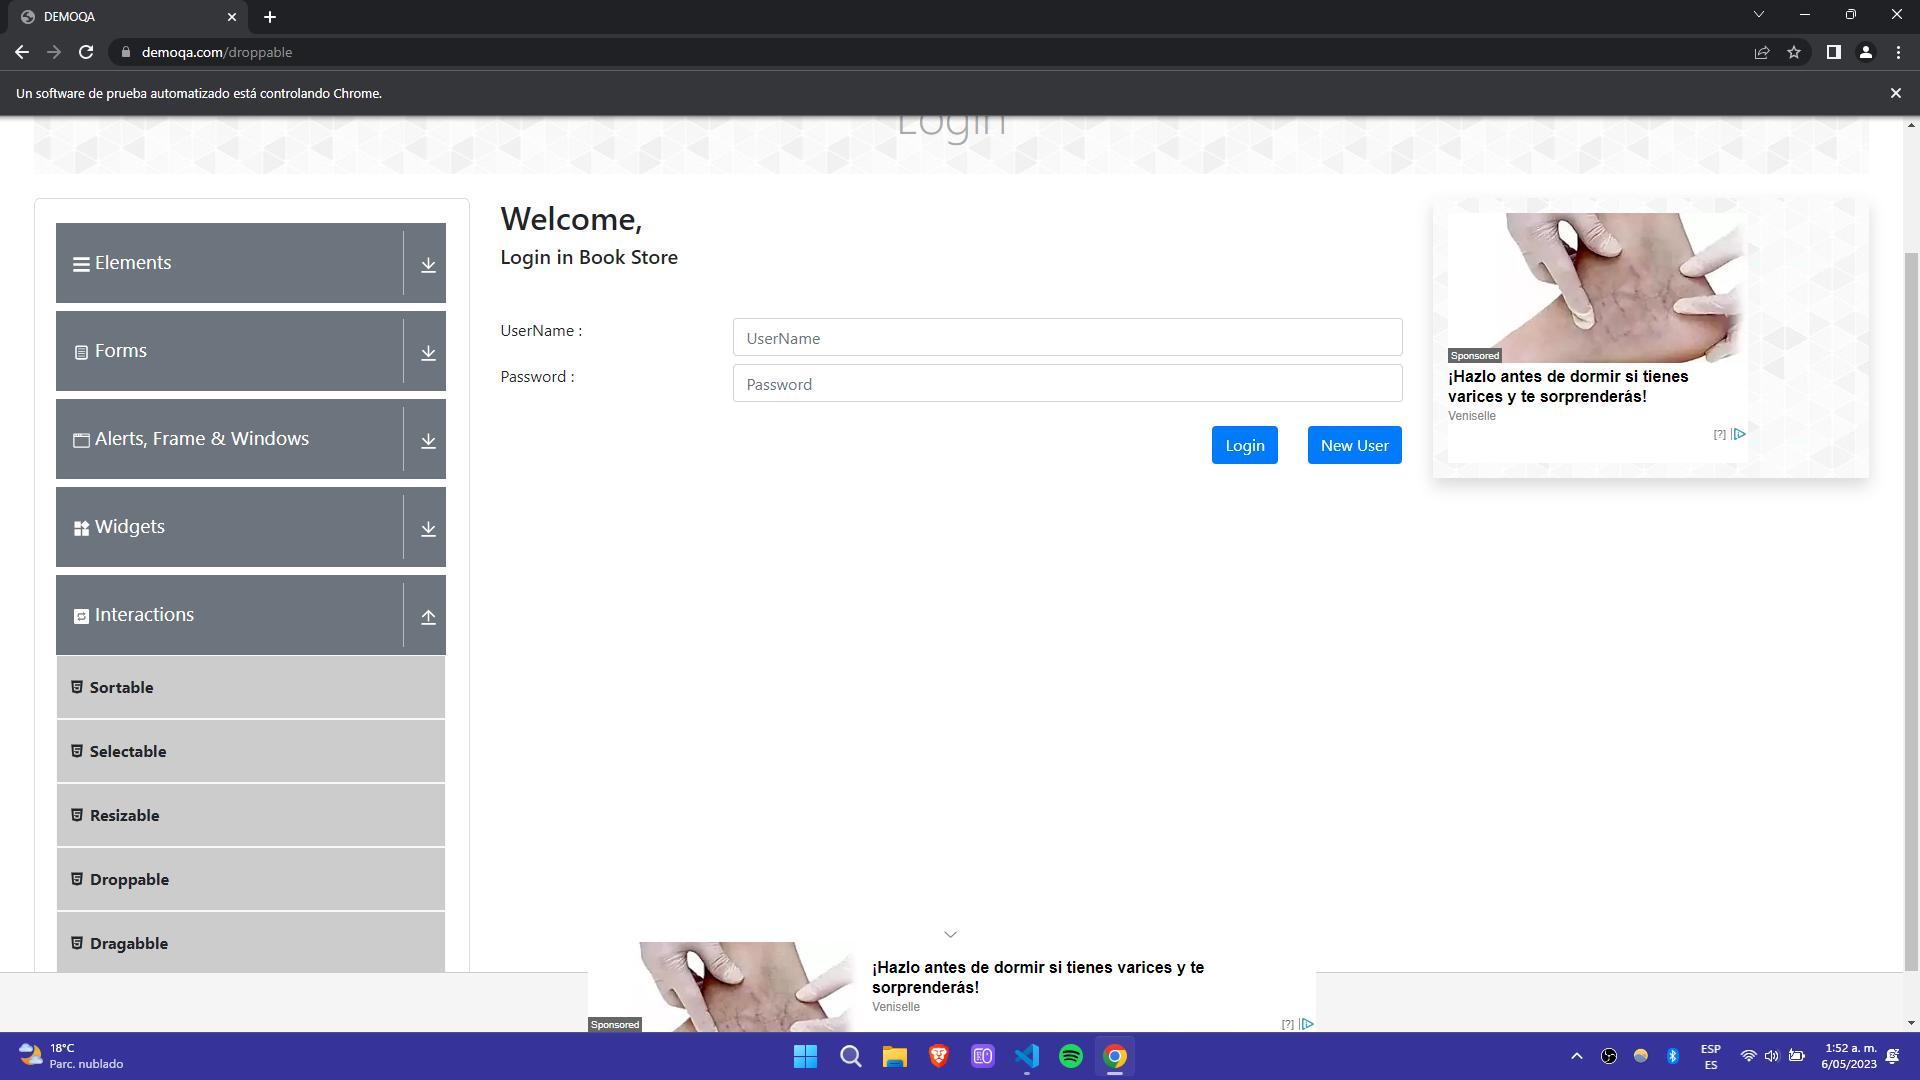 DEMOQA
demoqa.com/droppable
Un software de prueba automatizado está controlando Chrome.
Login
Elements
Forms
Alerts, Frame & Windows
Widgets
Interactions
Sortable
Selectable
Resizable
Droppable
Dragabble
Welcome,
Login in Book Store
UserName :
UserName
Password :
Password
Login
New User
Sponsored
¡Hazlo antes de dormir si tienes
varices y te sorprenderás!
Veniselle
[?]
¡Hazlo antes de dormir si tienes varices y te
sorprenderás!
Veniselle
Sponsored
[?]
18°C
Parc. nublado
ESP
ES
1:52 a. m.
6/05/2023